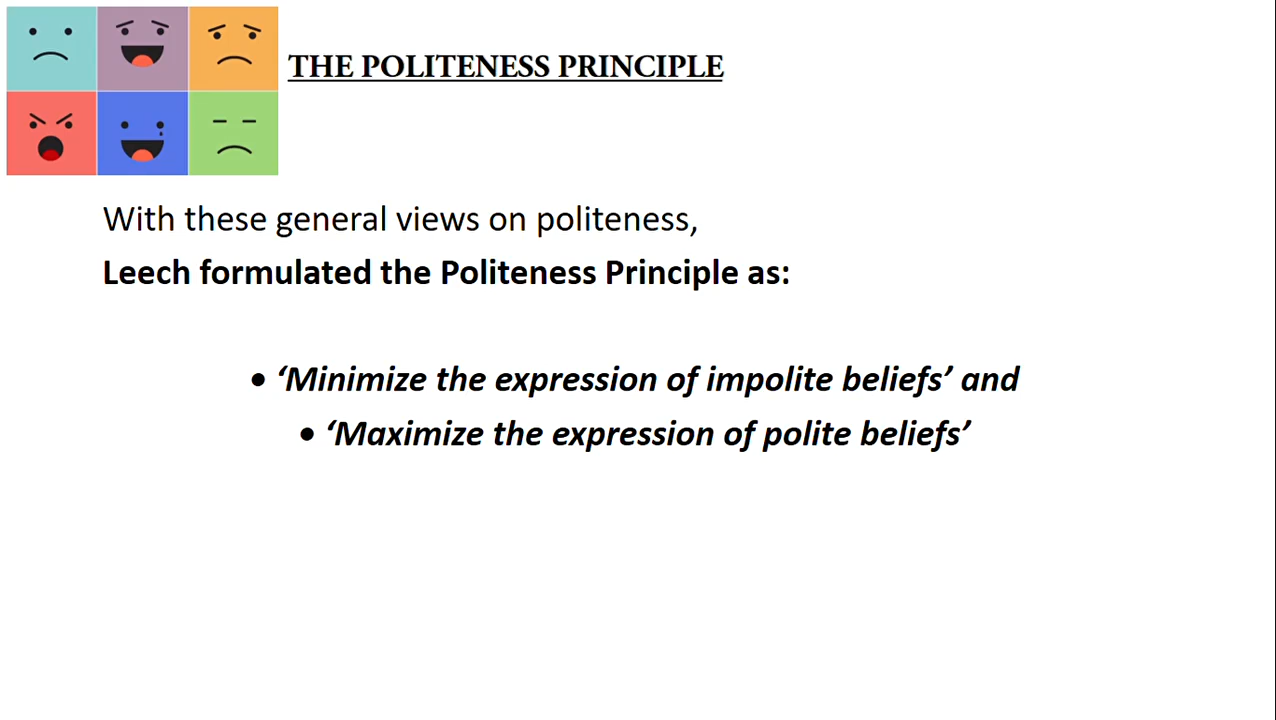 THE POLITENESS PRINCIPLE
With these general views on politeness,
Leech formulated the Politeness Principle as:
• ‘Minimize the expression of impolite beliefs’ and
• ‘Maximize the expression of polite beliefs’